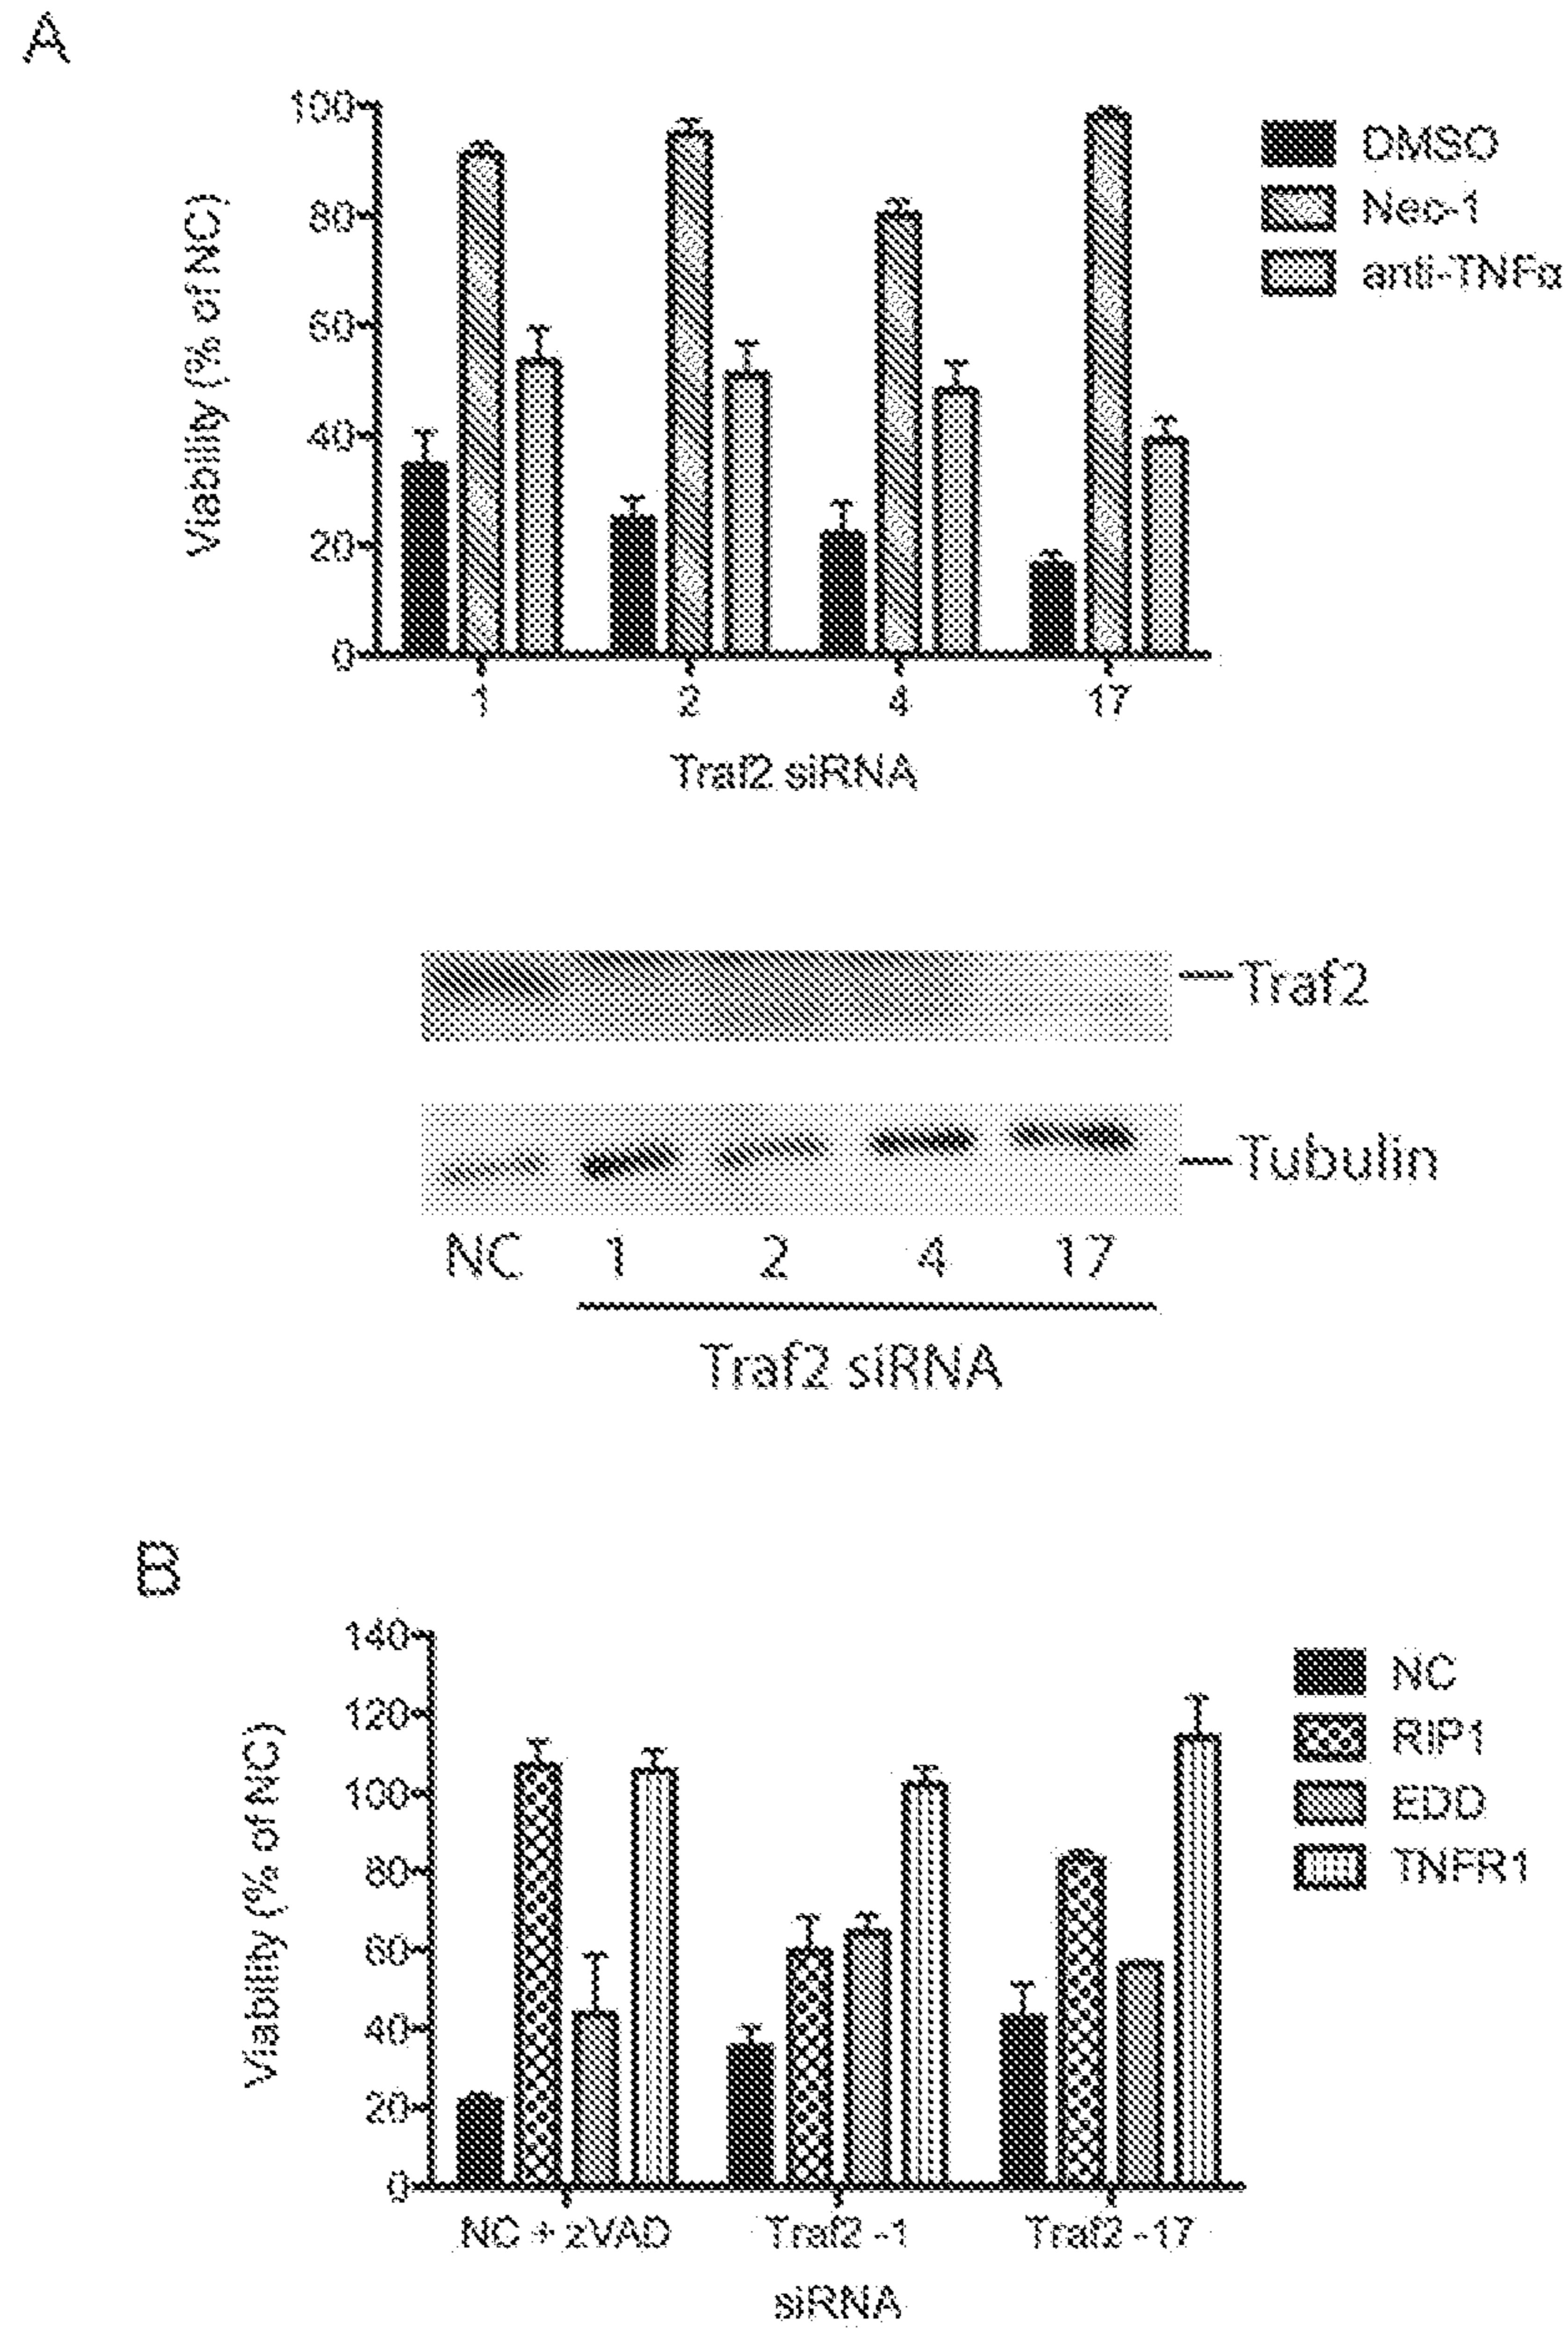 A
100
80
60
40
20
0
Viability (% of NC)
DMSO
Nec-1
anti-TNFα
1 2 4 17
Traf2 siRNA
Traf2
Tubulin
NC 1 2 4 17
Traf2 siRNA
B
140
120
100
80
60
40
20
0
Viability (% of NC)
NC
RIP1
EDD
TNFR1
NC + zVAD Traf2 -1 Traf2 -17
siRNA